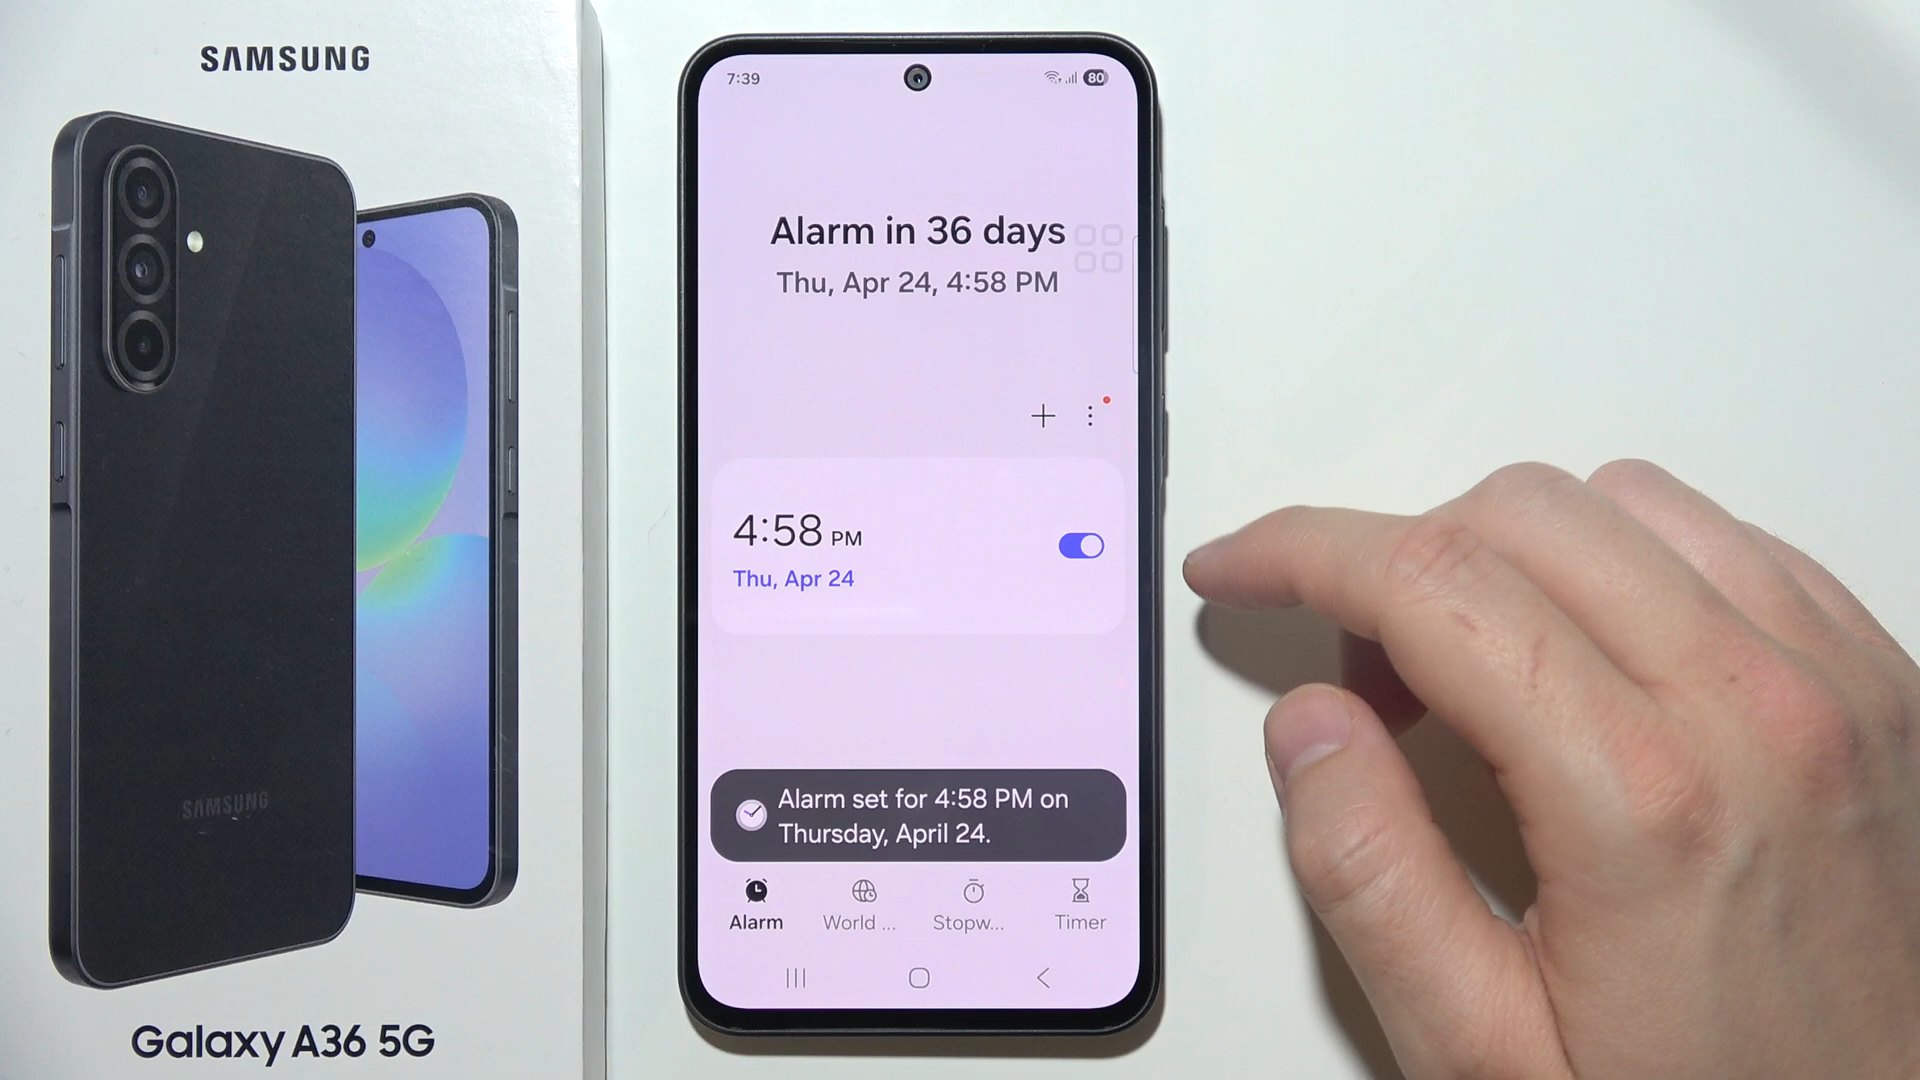 SAMSUNG
SAMSUNG
Galaxy A36 5G
7:39
80
Alarm in 36 days
Thu, Apr 24, 4:58 PM
4:58 PM
Thu, Apr 24
Alarm set for 4:58 PM on
Thursday, April 24.
Alarm
World ...
Stopw...
Timer